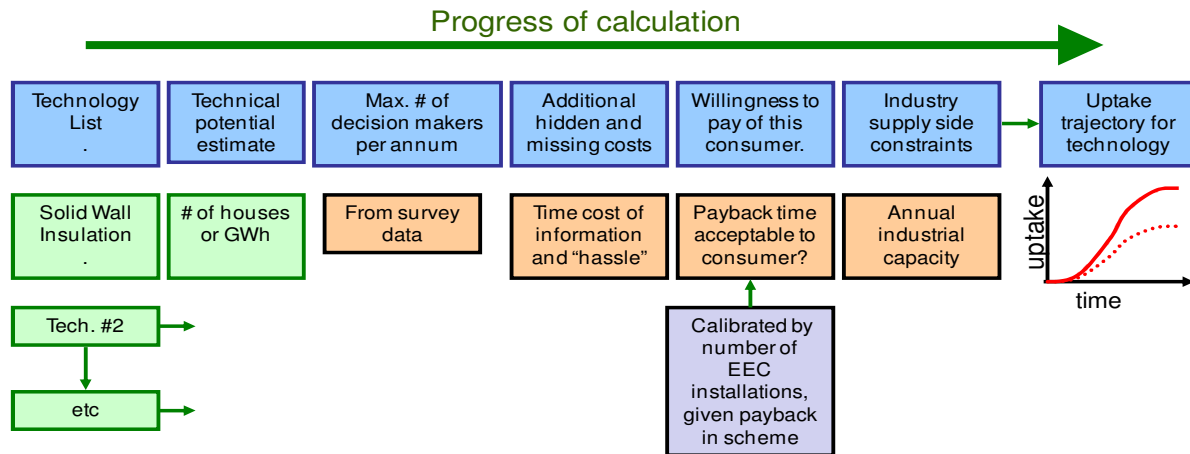 Progress of calculation
Technology
List
.
Technical
potential
estimate
Max. # of
decision makers
per annum
Additional
hidden and
missing costs
Willingness to
pay of this
consumer.
Industry
supply side
constraints
Uptake
trajectory for
technology
Solid Wall
Insulation
.
# of houses
or GWh
From survey
data
Time cost of
information
and “hassle”
Payback time
acceptable to
consumer?
Annual
industrial
capacity
uptake
time
Tech. #2
Calibrated by
number of
EEC
installations,
given payback
in scheme
etc